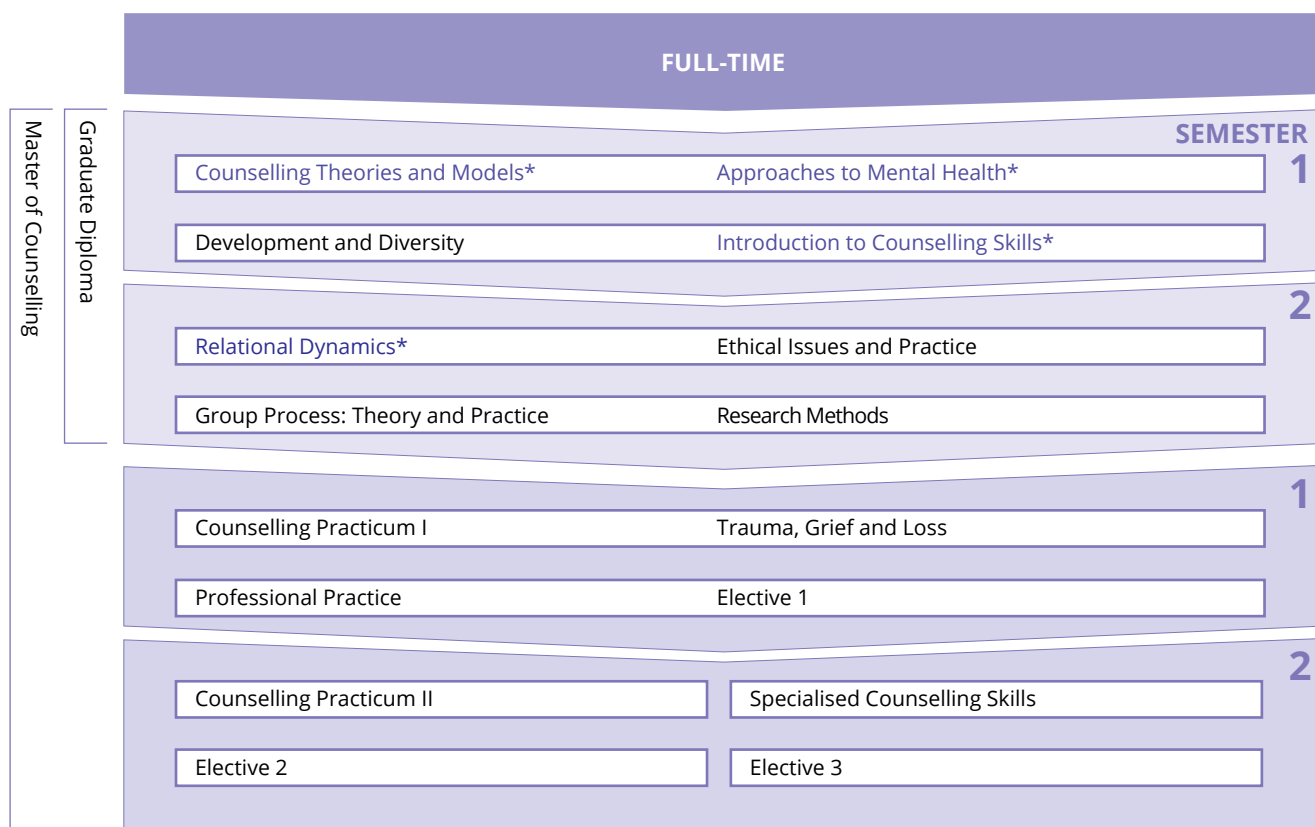 FULL-TIME
Master of Counselling
Graduate Diploma
SEMESTER
1
Counselling Theories and Models* Approaches to Mental Health*
Development and Diversity Introduction to Counselling Skills*
2
Relational Dynamics* Ethical Issues and Practice
Group Process: Theory and Practice Research Methods
1
Counselling Practicum I Trauma, Grief and Loss
Professional Practice Elective 1
2
Counselling Practicum II Specialised Counselling Skills
Elective 2 Elective 3